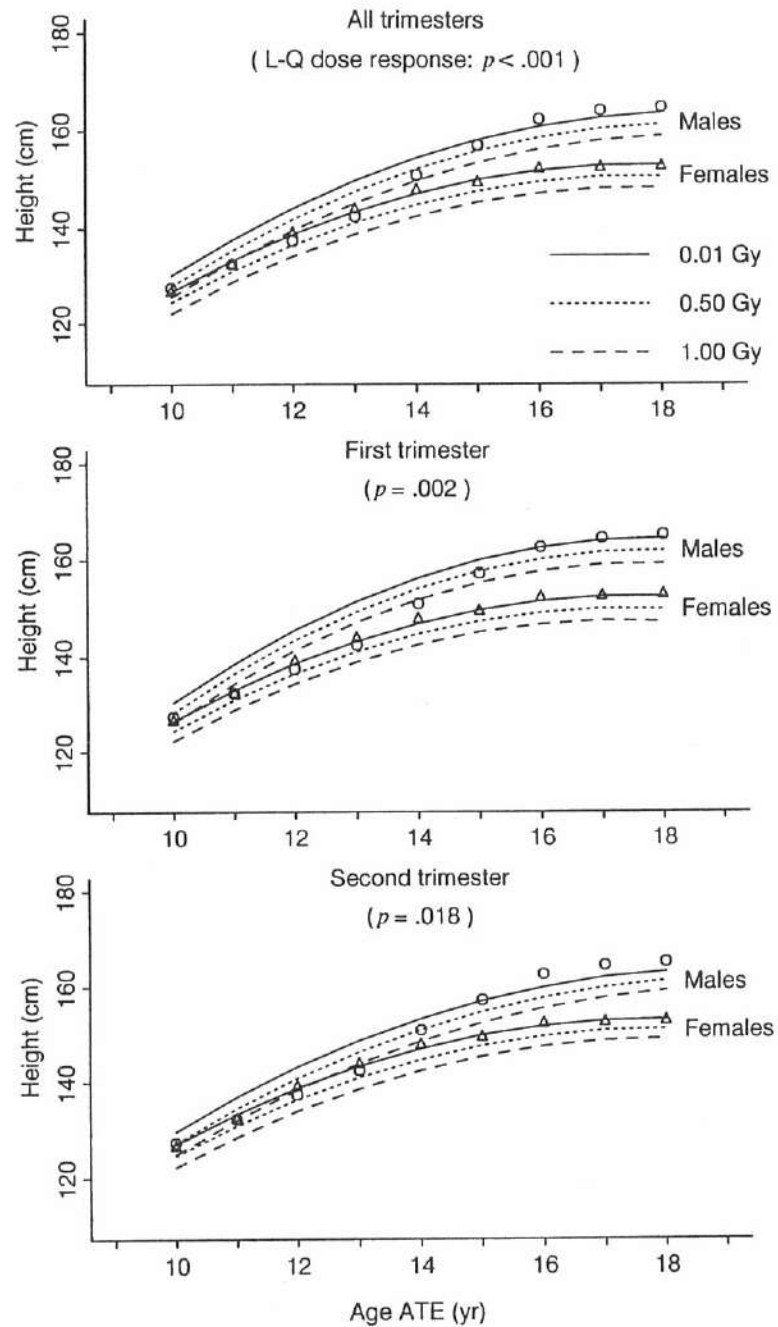 All trimesters
( L-Q dose response: p < .001 )
Height (cm)
180
160
140
120
Males
Females
0.01 Gy
0.50 Gy
1.00 Gy
10 12 14 16 18
First trimester
( p = .002 )
Height (cm)
180
160
140
120
Males
Females
10 12 14 16 18
Second trimester
( p = .018 )
Height (cm)
180
160
140
120
Males
Females
10 12 14 16 18
Age ATE (yr)